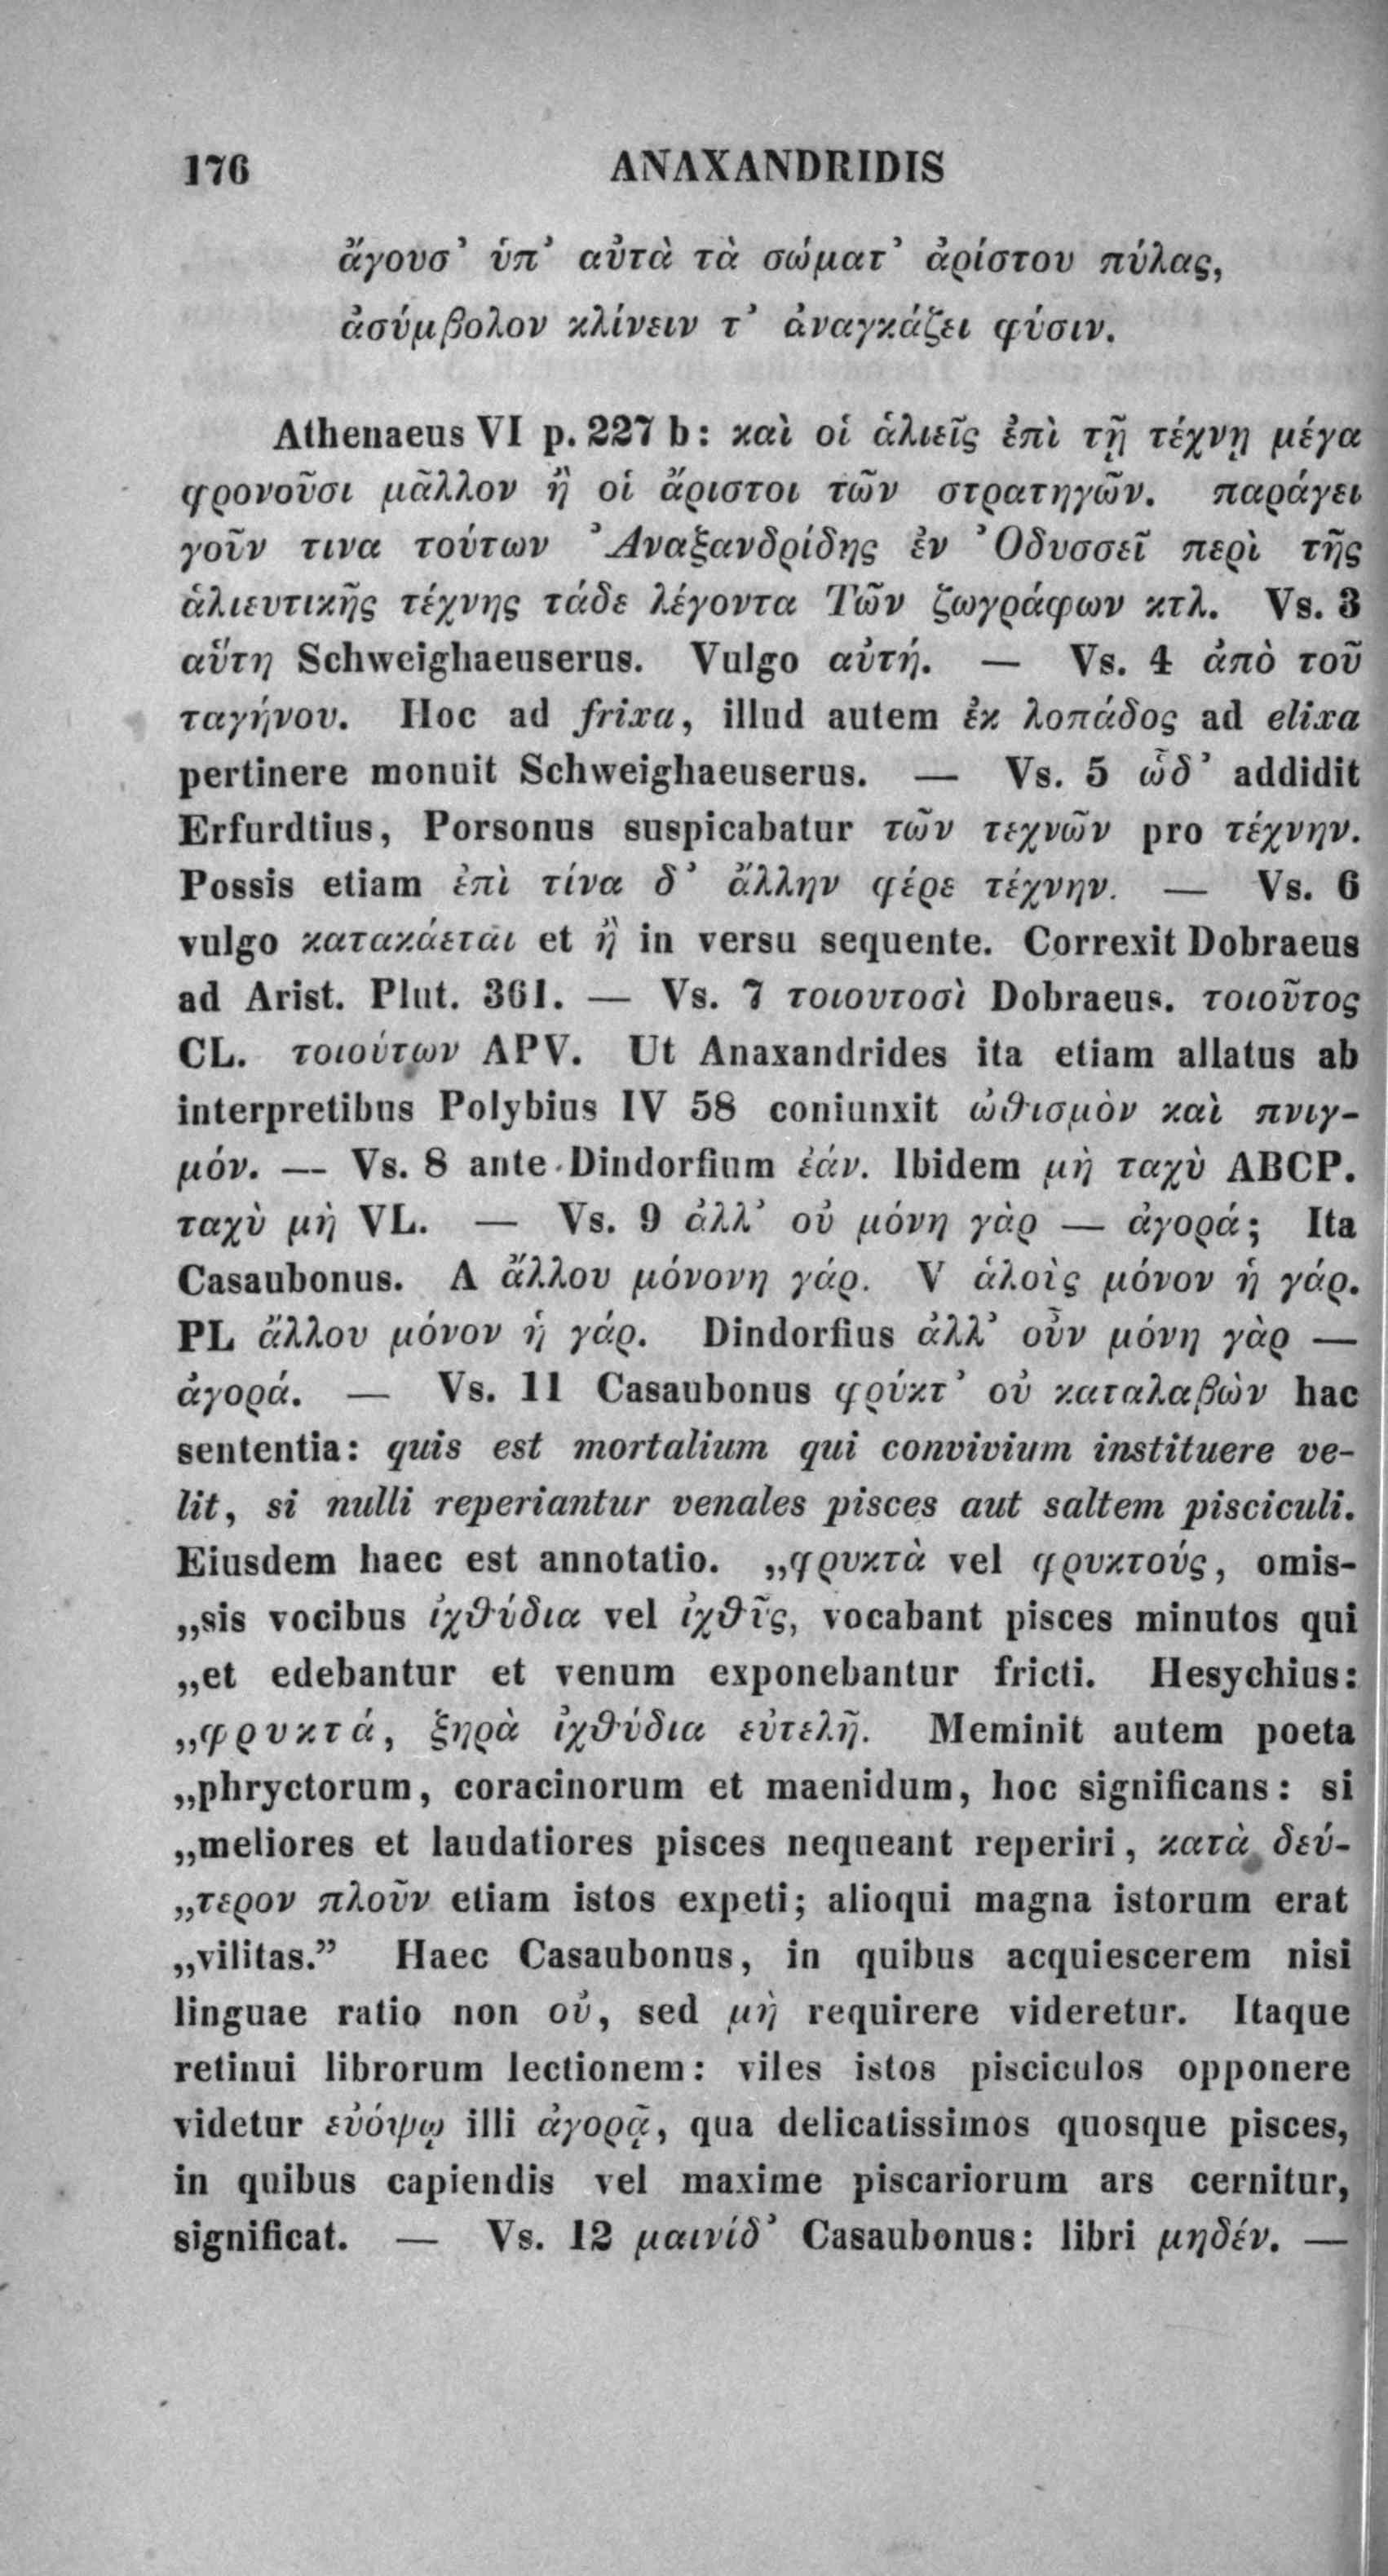 176 ANAXANDRIDIS
ἄγουσ’ ὑπ’ αὐτὰ τὰ σώματ’ ἀρίστου πύλας,
ἀσύμβολον κλίνειν τ’ ἀναγκάζει φύσιν.
Athenaeus VI p. 227 b: καὶ οἱ ἁλιεῖς ἐπὶ τῇ τέχνῃ μέγα
φρονοῦσι μᾶλλον ἢ οἱ ἄριστοι τῶν στρατηγῶν. παράγει
γοῦν τινα τούτων Ἀναξανδρίδης ἐν Ὀδυσσεῖ περὶ τῆς
ἁλιευτικῆς τέχνης τάδε λέγοντα Τῶν ζωγράφων κτλ. Vs. 3
αὕτη Schweighaeuserus. Vulgo αὐτή. — Vs. 4 ἀπὸ τοῦ
ταγήνου. Hoc ad frixa, illud autem ἐκ λοπάδος ad elixa
pertinere monuit Schweighaeuserus. — Vs. 5 ὧδ’ addidit
Erfurdtius, Porsonus suspicabatur τῶν τεχνῶν pro τέχνην.
Possis etiam ἐπὶ τίνα δ’ ἄλλην φέρε τέχνην. — Vs. 6
vulgo κατακάεται et ἢ in versu sequente. Correxit Dobraeus
ad Arist. Plut. 361. — Vs. 7 τοιουτοσὶ Dobraeus. τοιοῦτος
CL. τοιούτων APV. Ut Anaxandrides ita etiam allatus ab
interpretibus Polybius IV 58 coniunxit ὠθισμὸν καὶ πνιγ-
μόν. — Vs. 8 ante Dindorfium ἐάν. Ibidem μὴ ταχὺ ABCP.
ταχὺ μὴ VL. — Vs. 9 ἀλλ’ οὐ μόνη γὰρ — ἀγορά; Ita
Casaubonus. A ἄλλου μόνονη γάρ. V ἁλοὶς μόνον ἡ γάρ.
PL ἄλλου μόνον ἡ γάρ. Dindorfius ἀλλ’ οὖν μόνη γὰρ —
ἀγορά. — Vs. 11 Casaubonus φρύκτ’ οὐ καταλαβὼν hac
sententia: quis est mortalium qui convivium instituere ve-
lit, si nulli reperiantur venales pisces aut saltem pisciculi.
Eiusdem haec est annotatio. „φρυκτὰ vel φρυκτούς, omis-
„sis vocibus ἰχθύδια vel ἰχθῦς, vocabant pisces minutos qui
„et edebantur et venum exponebantur fricti. Hesychius:
„φρυκτά, ξηρὰ ἰχθύδια εὐτελῆ. Meminit autem poeta
„phryctorum, coracinorum et maenidum, hoc significans: si
„meliores et laudatiores pisces nequeant reperiri, κατὰ δεύ-
„τερον πλοῦν etiam istos expeti; alioqui magna istorum erat
„vilitas.” Haec Casaubonus, in quibus acquiescerem nisi
linguae ratio non οὐ, sed μὴ requirere videretur. Itaque
retinui librorum lectionem: viles istos pisciculos opponere
videtur εὐόψῳ illi ἀγορᾷ, qua delicatissimos quosque pisces,
in quibus capiendis vel maxime piscariorum ars cernitur,
significat. — Vs. 12 μαινίδ’ Casaubonus: libri μηδέν. —